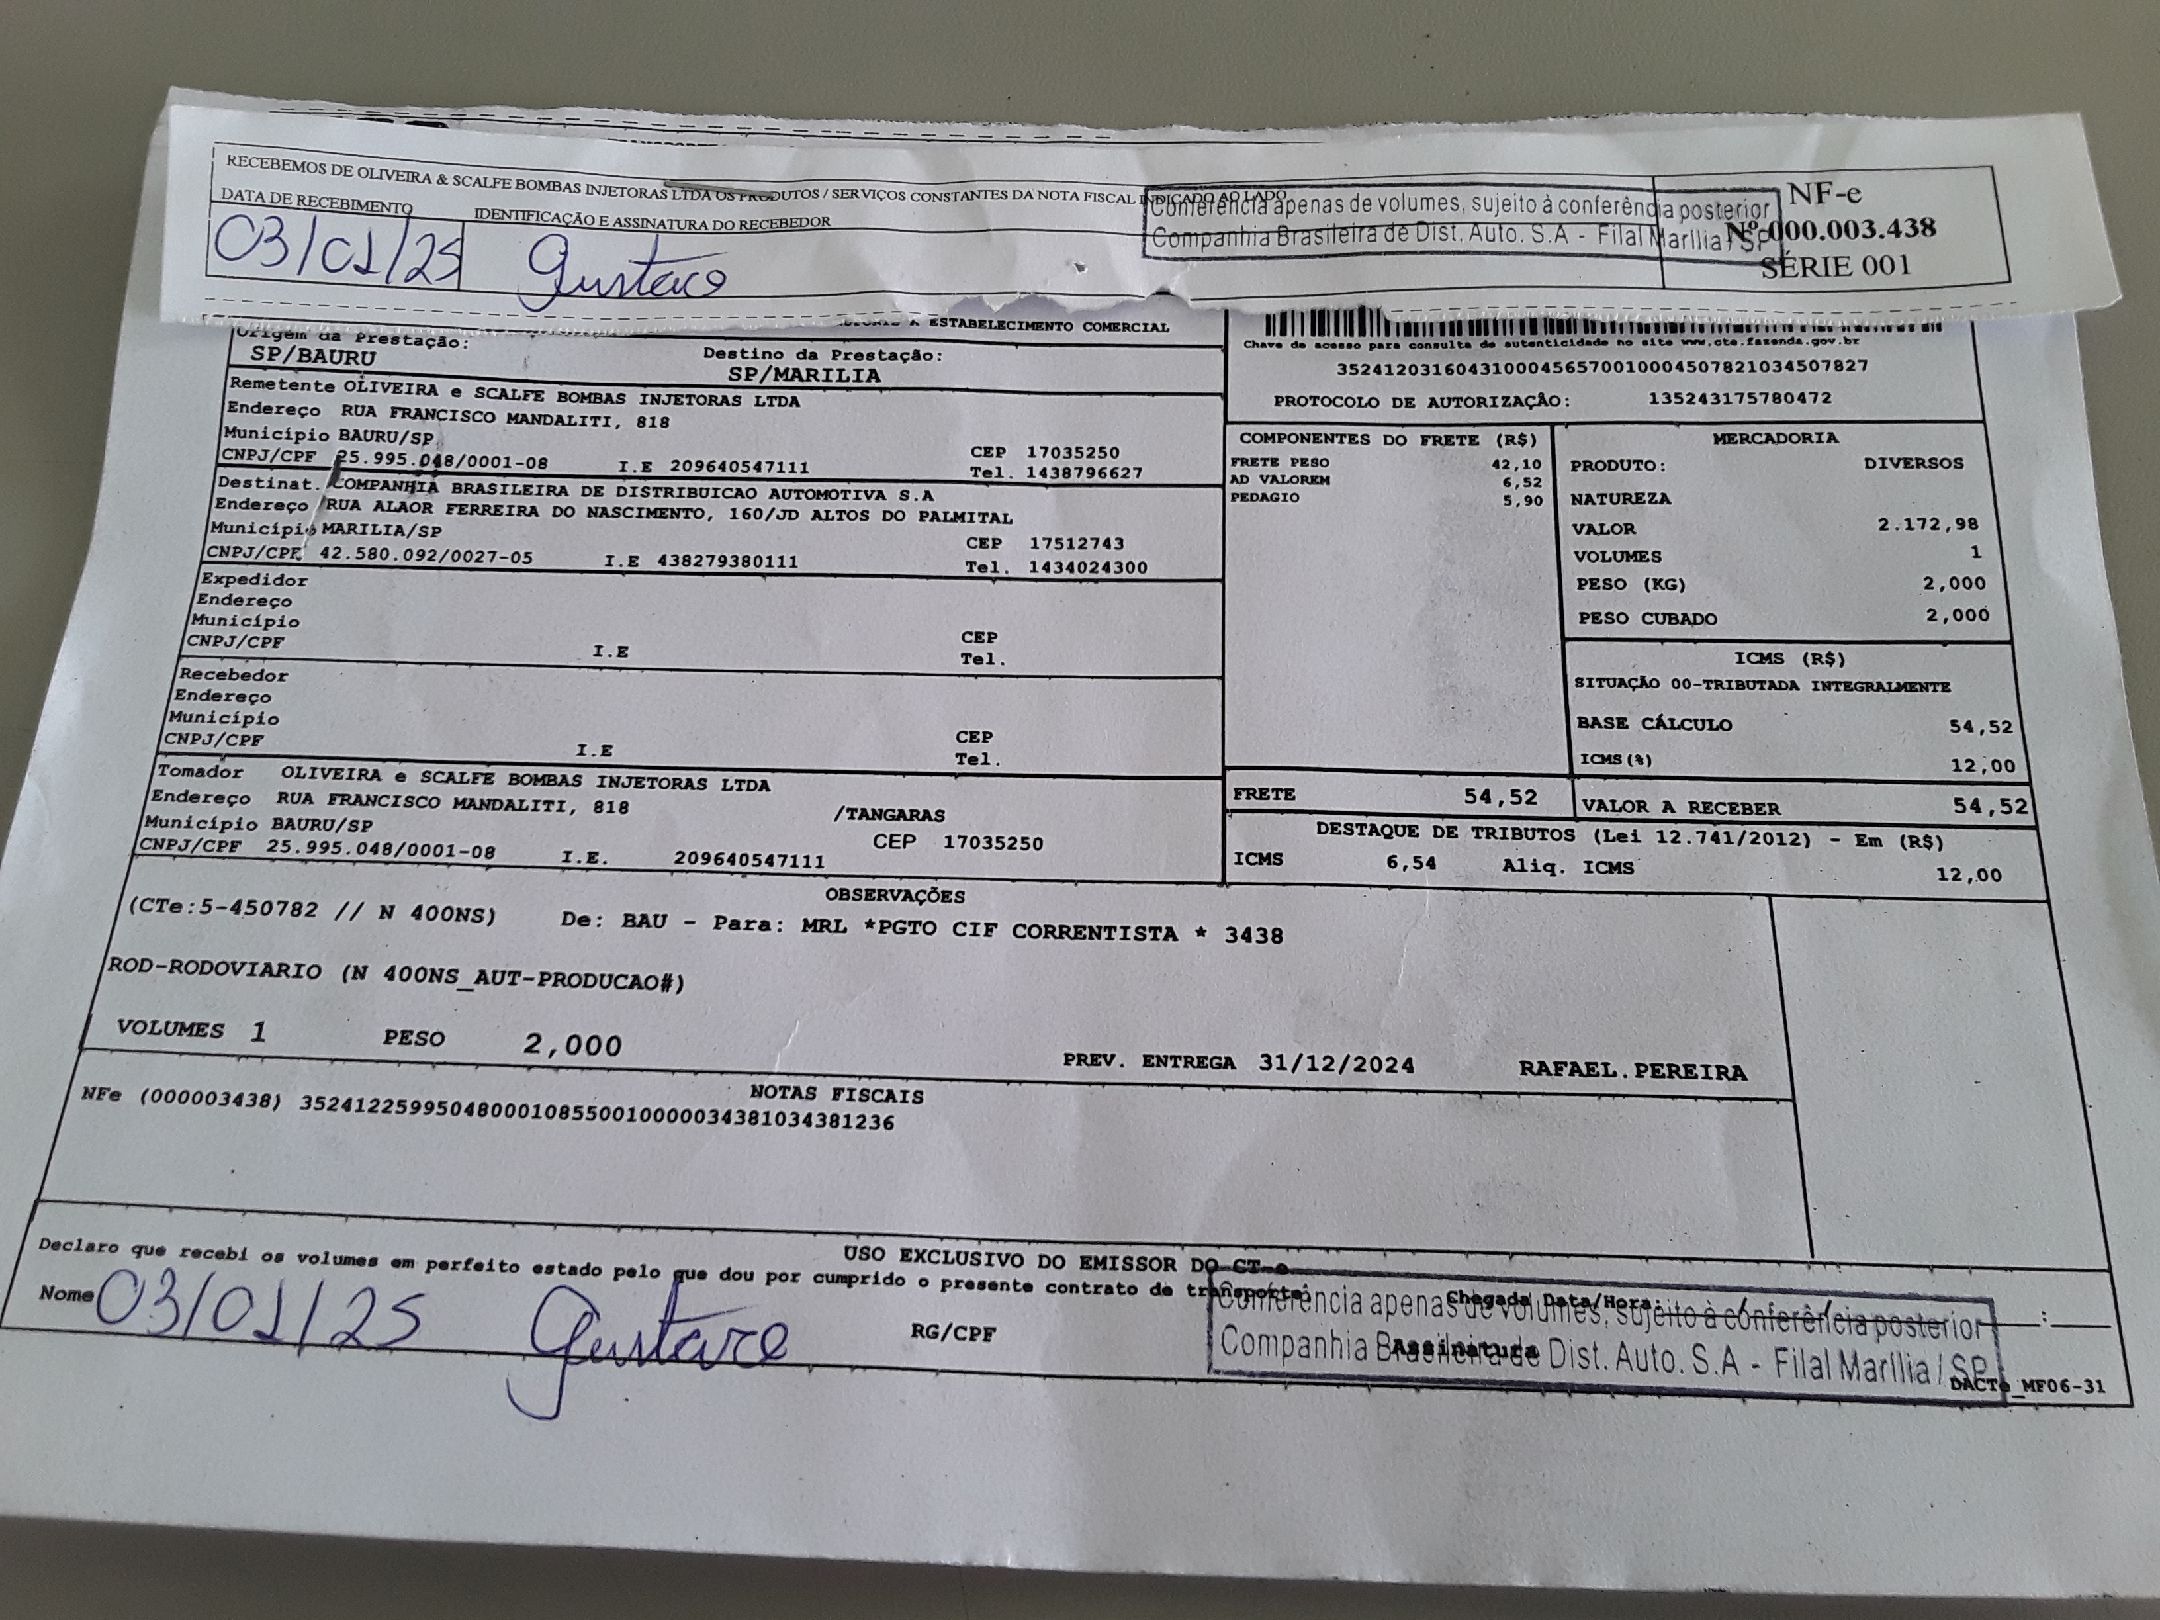 RECEBEMOS DE OLIVEIRA & SCALFE BOMBAS INJETORAS LTDA OS PRODUTOS / SERVIÇOS CONSTANTES DA NOTA FISCAL INDICADO AO LADO
DATA DE RECEBIMENTO IDENTIFICAÇÃO E ASSINATURA DO RECEBEDOR
03/01/25 Gustavo
Conferência apenas de volumes, sujeito à conferência posterior
Companhia Brasileira de Dist. Auto. S.A - Filal Marília / SP
NF-e
Nº 000.003.438
SÉRIE 001
A ESTABELECIMENTO COMERCIAL
Origem da Prestação:
SP/BAURU
Destino da Prestação:
SP/MARILIA
Chave de acesso para consulta de autenticidade no site www.cte.fazenda.gov.br
35241203160431000456570010004507821034507827
PROTOCOLO DE AUTORIZAÇÃO: 135243175780472
Remetente OLIVEIRA e SCALFE BOMBAS INJETORAS LTDA
Endereço RUA FRANCISCO MANDALITI, 818
Município BAURU/SP CEP 17035250
CNPJ/CPF 25.995.048/0001-08 I.E 209640547111 Tel. 1438796627
Destinat. COMPANHIA BRASILEIRA DE DISTRIBUICAO AUTOMOTIVA S.A
Endereço RUA ALAOR FERREIRA DO NASCIMENTO, 160/JD ALTOS DO PALMITAL
Município MARILIA/SP CEP 17512743
CNPJ/CPF 42.580.092/0027-05 I.E 438279380111 Tel. 1434024300
Expedidor
Endereço
Município CEP
CNPJ/CPF I.E Tel.
Recebedor
Endereço
Município CEP
CNPJ/CPF I.E Tel.
Tomador OLIVEIRA e SCALFE BOMBAS INJETORAS LTDA
Endereço RUA FRANCISCO MANDALITI, 818 /TANGARAS
Município BAURU/SP CEP 17035250
CNPJ/CPF 25.995.048/0001-08 I.E. 209640547111
COMPONENTES DO FRETE (R$)
FRETE PESO 42,10
AD VALOREM 6,52
PEDAGIO 5,90
MERCADORIA
PRODUTO: DIVERSOS
NATUREZA
VALOR 2.172,98
VOLUMES 1
PESO (KG) 2,000
PESO CUBADO 2,000
ICMS (R$)
SITUAÇÃO 00-TRIBUTADA INTEGRALMENTE
BASE CÁLCULO 54,52
ICMS(%) 12,00
FRETE 54,52 VALOR A RECEBER 54,52
DESTAQUE DE TRIBUTOS (Lei 12.741/2012) - Em (R$)
ICMS 6,54 Aliq. ICMS 12,00
OBSERVAÇÕES
(CTe:5-450782 // N 400NS) De: BAU - Para: MRL *PGTO CIF CORRENTISTA * 3438
ROD-RODOVIARIO (N 400NS_AUT-PRODUCAO#)
VOLUMES 1 PESO 2,000 PREV. ENTREGA 31/12/2024 RAFAEL.PEREIRA
NOTAS FISCAIS
NFe (000003438) 35241225995048000108550010000034381034381236
USO EXCLUSIVO DO EMISSOR DO CT-e
Declaro que recebi os volumes em perfeito estado pelo que dou por cumprido o presente contrato de transporte.
Nome 03/01/25 Gustavo RG/CPF
Chegada Data/Hora: / / :
Assinatura
Conferência apenas de volumes, sujeito à conferência posterior
Companhia Brasileira de Dist. Auto. S.A - Filal Marília / SP
DACTe_MF06-31